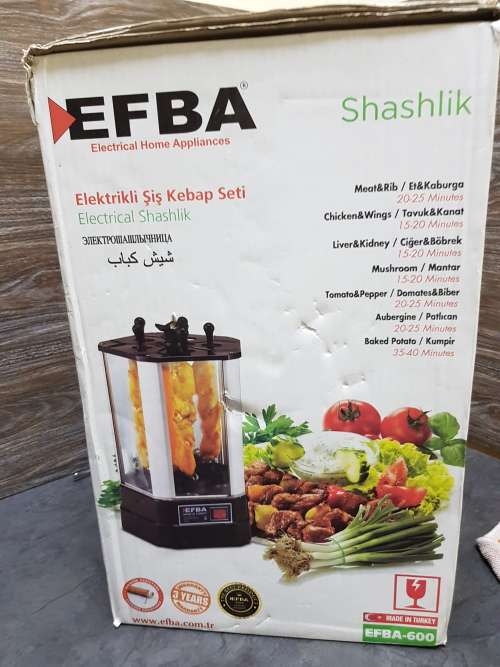 EFBA®
Electrical Home Appliances
Shashlik
Elektrikli Şiş Kebap Seti
Electrical Shashlik
ЭЛЕКТРОШАШЛЫЧНИЦА
شيش كباب
Meat&Rib / Et&Kaburga
20-25 Minutes
Chicken&Wings / Tavuk&Kanat
15-20 Minutes
Liver&Kidney / Ciğer&Böbrek
15-20 Minutes
Mushroom / Mantar
15-20 Minutes
Tomato&Pepper / Domates&Biber
20-25 Minutes
Aubergine / Patlıcan
20-25 Minutes
Baked Potato / Kumpir
35-40 Minutes
EFBA
3 YEARS
EFBA
www.efba.com.tr
MADE IN TURKEY
EFBA-600